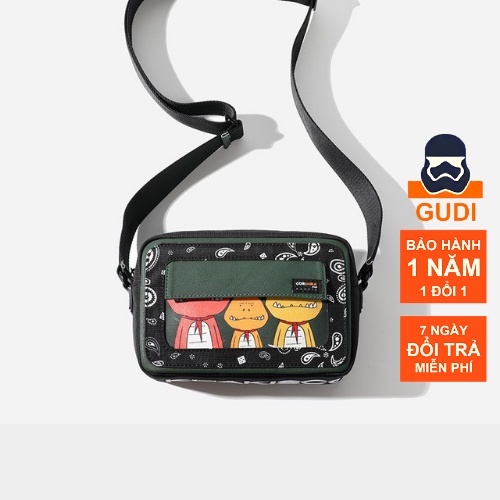 GUDI
BẢO HÀNH
1 NĂM
1 ĐỔI 1
7 NGÀY
ĐỔI TRẢ
MIỄN PHÍ